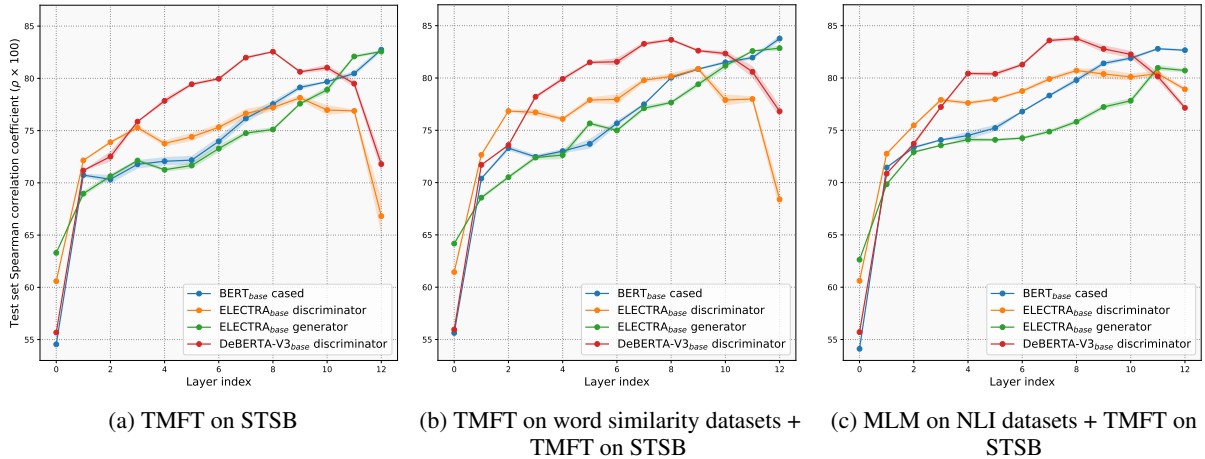 Test set Spearman correlation coefficient (ρ × 100)
85
80
75
70
65
60
55
0 2 4 6 8 10 12
Layer index
BERTbase cased
ELECTRAbase discriminator
ELECTRAbase generator
DeBERTA-V3base discriminator
(a) TMFT on STSB
85
80
75
70
65
60
55
0 2 4 6 8 10 12
Layer index
BERTbase cased
ELECTRAbase discriminator
ELECTRAbase generator
DeBERTA-V3base discriminator
(b) TMFT on word similarity datasets +
TMFT on STSB
85
80
75
70
65
60
55
0 2 4 6 8 10 12
Layer index
BERTbase cased
ELECTRAbase discriminator
ELECTRAbase generator
DeBERTA-V3base discriminator
(c) MLM on NLI datasets + TMFT on
STSB